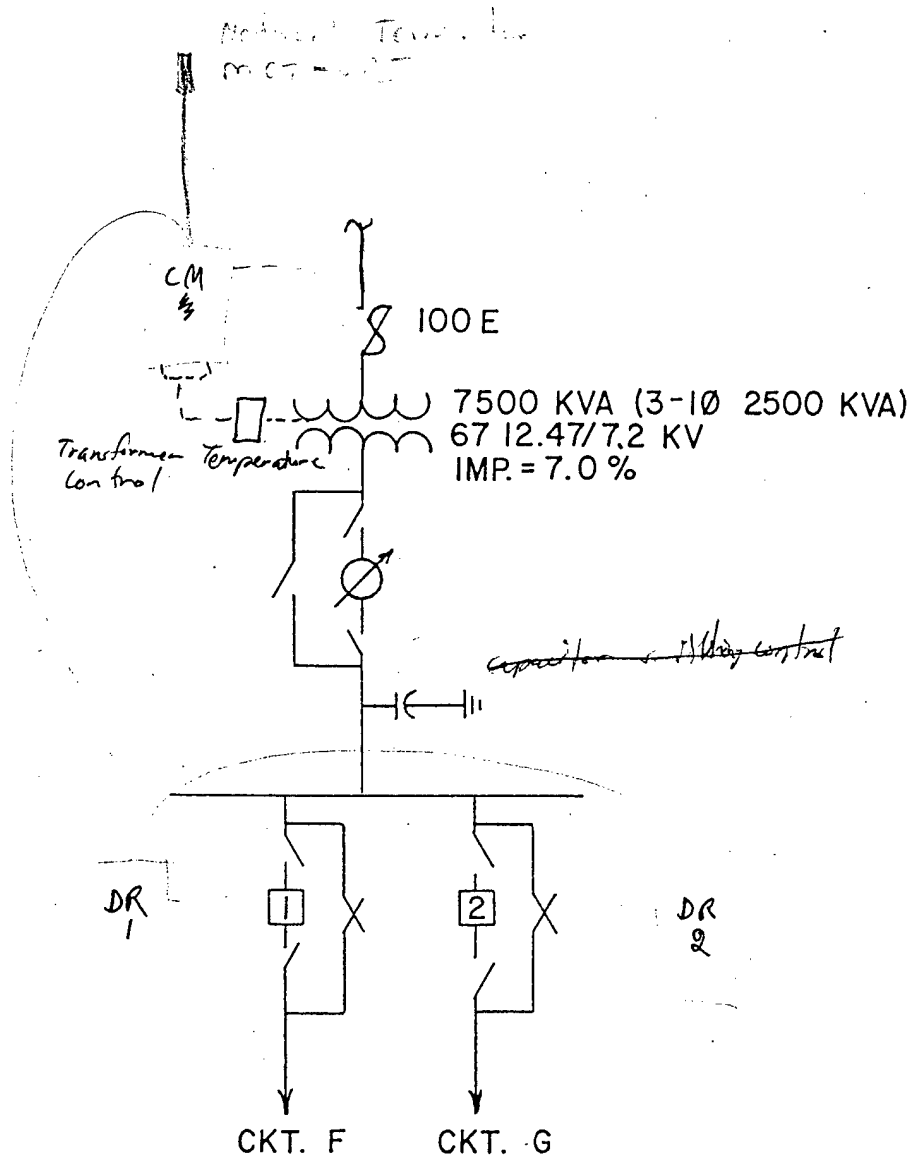 CM
100 E
7500 KVA (3-1Ø 2500 KVA)
67 12.47/7.2 KV
IMP. = 7.0 %
Transformer Temperature
Control
control
DR
1
1
2
DR
2
CKT. F
CKT. G